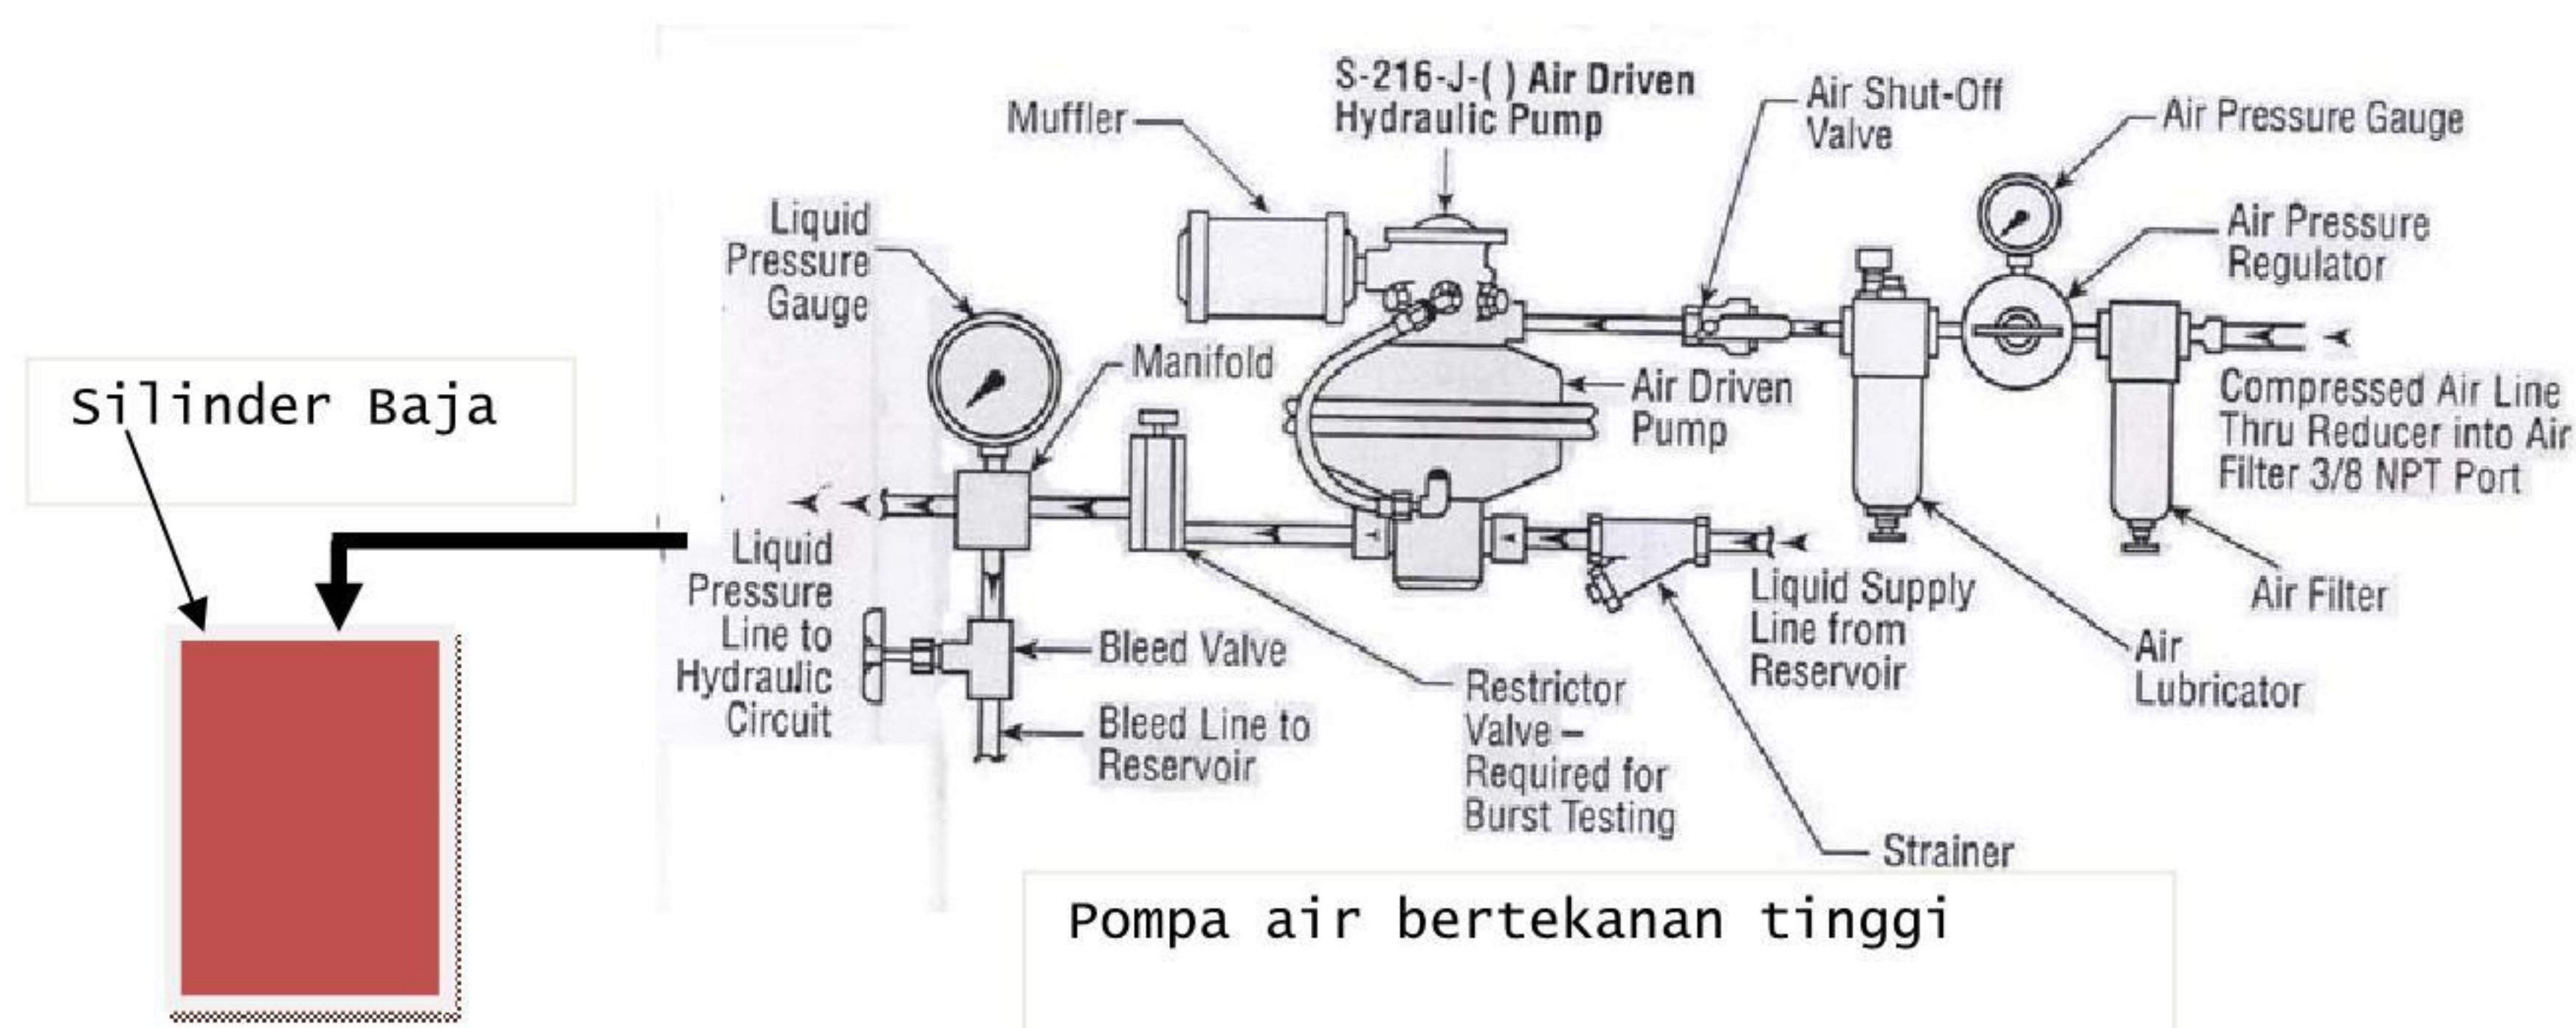 S-216-J-( ) Air Driven
Hydraulic Pump
Muffler
Air Shut-Off
Valve
Air Pressure Gauge
Liquid
Pressure
Gauge
Air Pressure
Regulator
Manifold
Silinder Baja
Air Driven
Pump
Compressed Air Line
Thru Reducer into Air
Filter 3/8 NPT Port
Liquid
Pressure
Line to
Hydraulic
Circuit
Liquid Supply
Line from
Reservoir
Air Filter
Bleed Valve
Air
Lubricator
Restrictor
Valve –
Required for
Burst Testing
Bleed Line to
Reservoir
Strainer
Pompa air bertekanan tinggi